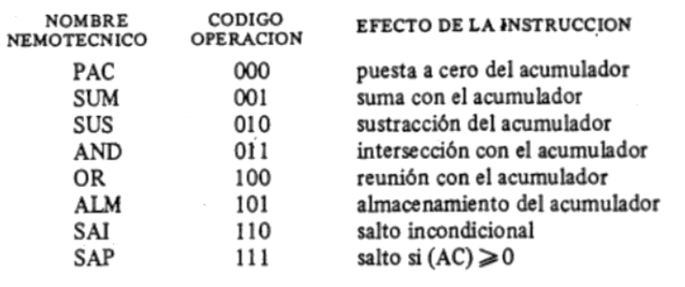 NOMBRE NEMOTECNICO CODIGO OPERACION EFECTO DE LA INSTRUCCION
PAC 000 puesta a cero del acumulador
SUM 001 suma con el acumulador
SUS 010 sustracción del acumulador
AND 011 intersección con el acumulador
OR 100 reunión con el acumulador
ALM 101 almacenamiento del acumulador
SAI 110 salto incondicional
SAP 111 salto si (AC) ⩾ 0